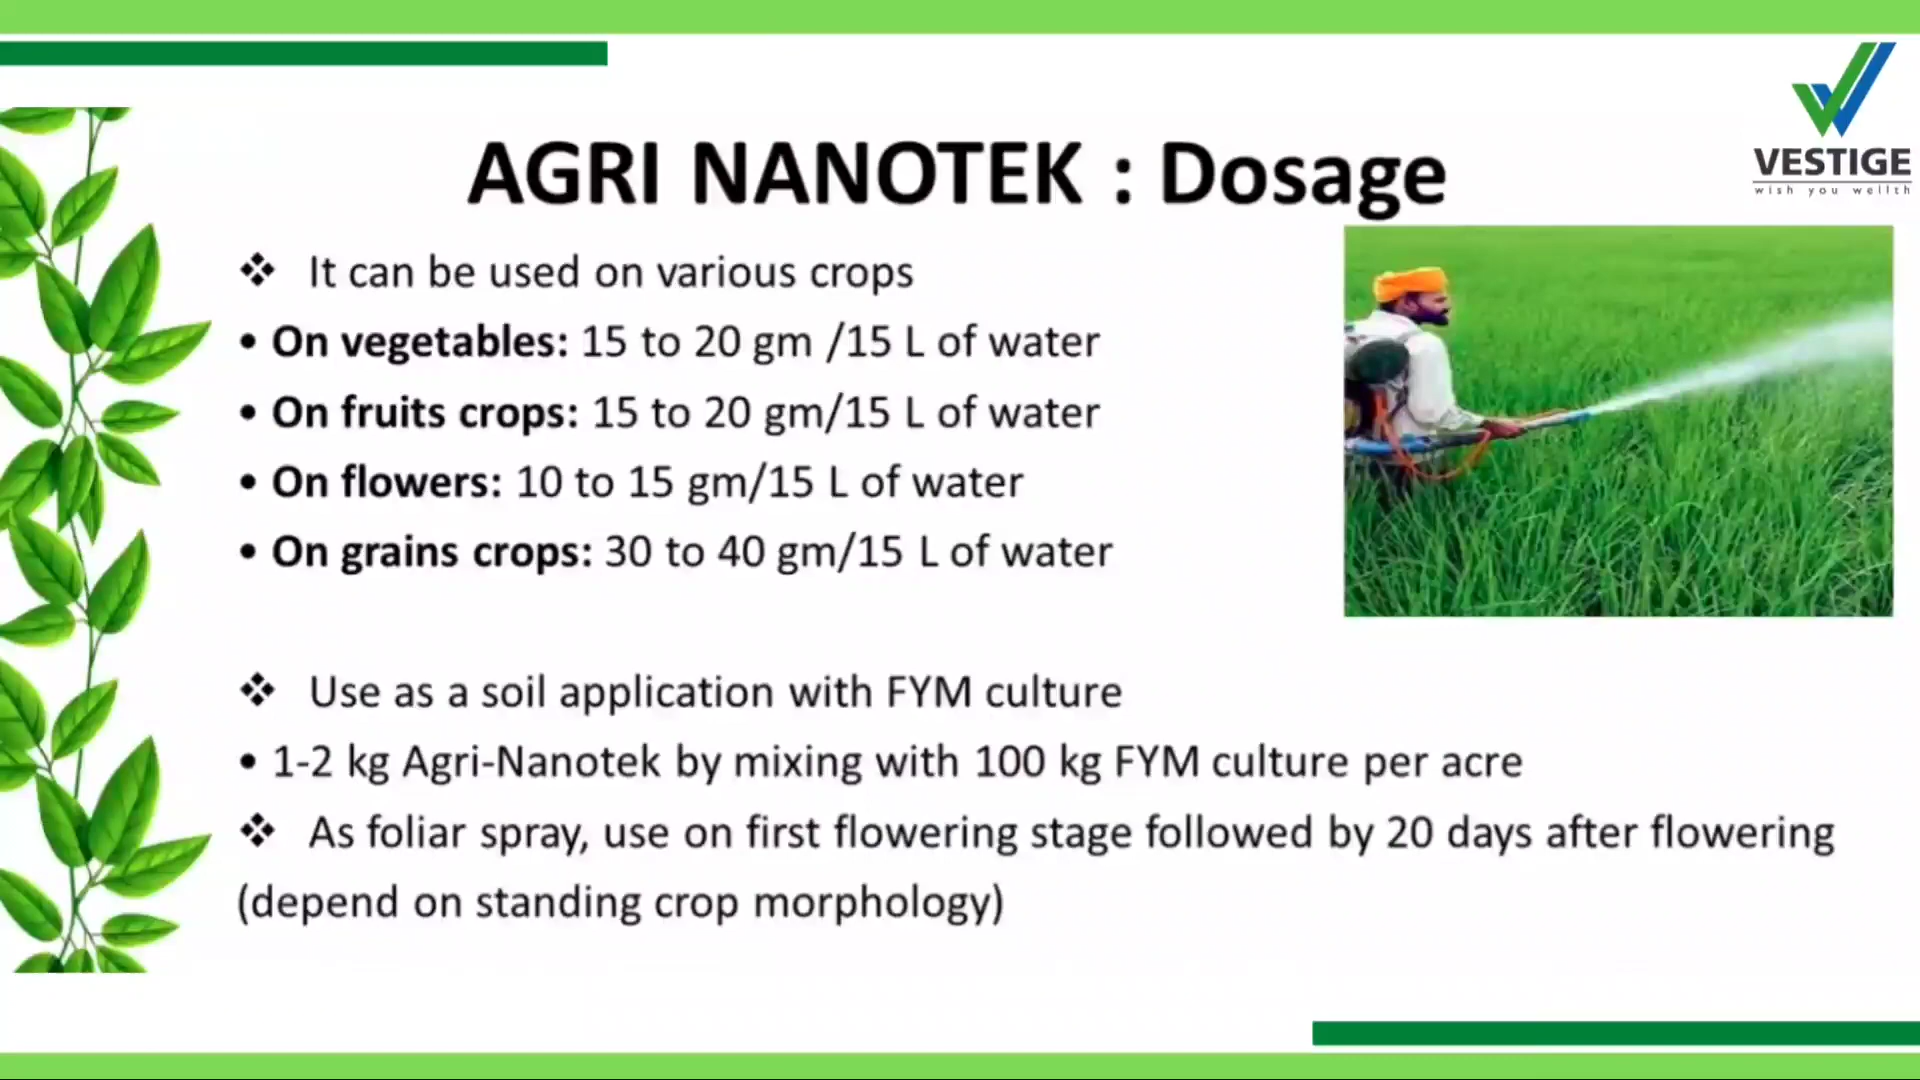 VESTIGE
wish you wellth
AGRI NANOTEK : Dosage
❖ It can be used on various crops
• On vegetables: 15 to 20 gm /15 L of water
• On fruits crops: 15 to 20 gm/15 L of water
• On flowers: 10 to 15 gm/15 L of water
• On grains crops: 30 to 40 gm/15 L of water
❖ Use as a soil application with FYM culture
• 1-2 kg Agri-Nanotek by mixing with 100 kg FYM culture per acre
❖ As foliar spray, use on first flowering stage followed by 20 days after flowering
(depend on standing crop morphology)